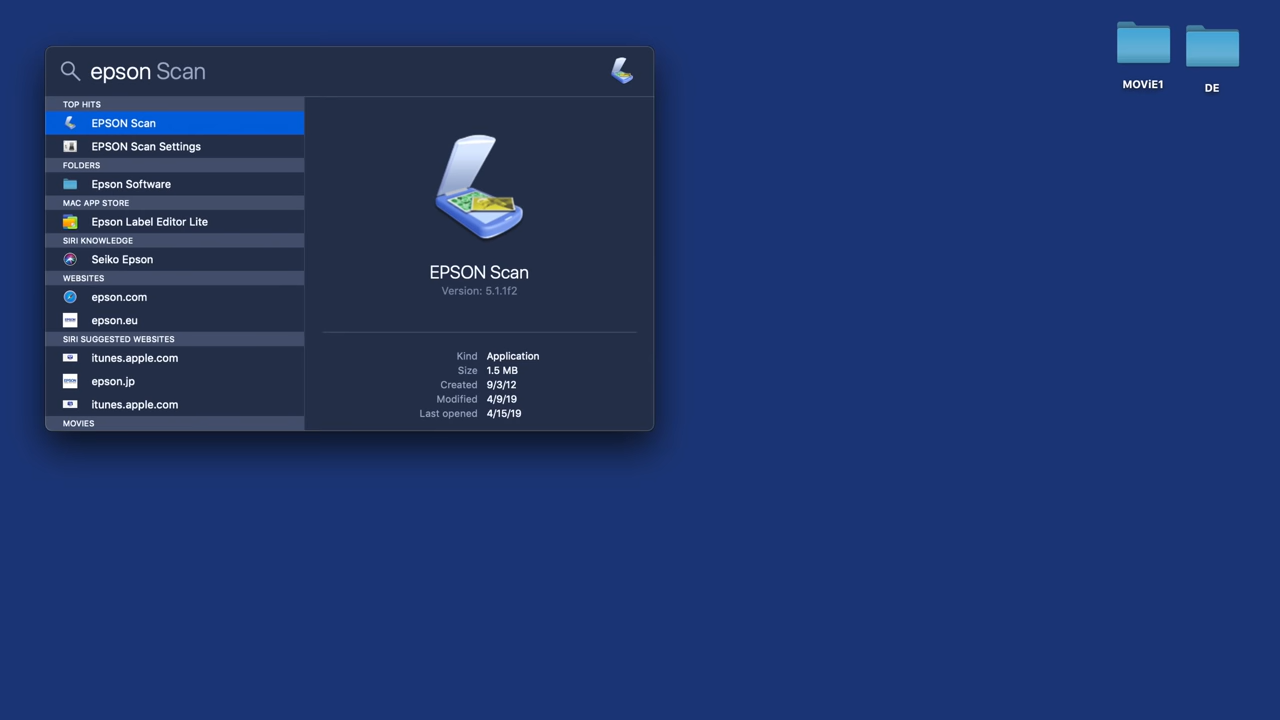 epson Scan
TOP HITS
EPSON Scan
EPSON Scan Settings
FOLDERS
Epson Software
MAC APP STORE
Epson Label Editor Lite
SIRI KNOWLEDGE
Seiko Epson
WEBSITES
epson.com
epson.eu
SIRI SUGGESTED WEBSITES
itunes.apple.com
epson.jp
itunes.apple.com
MOVIES
EPSON Scan
Version: 5.1.1f2
Kind Application
Size 1.5 MB
Created 9/3/12
Modified 4/9/19
Last opened 4/15/19
MOViE1
DE